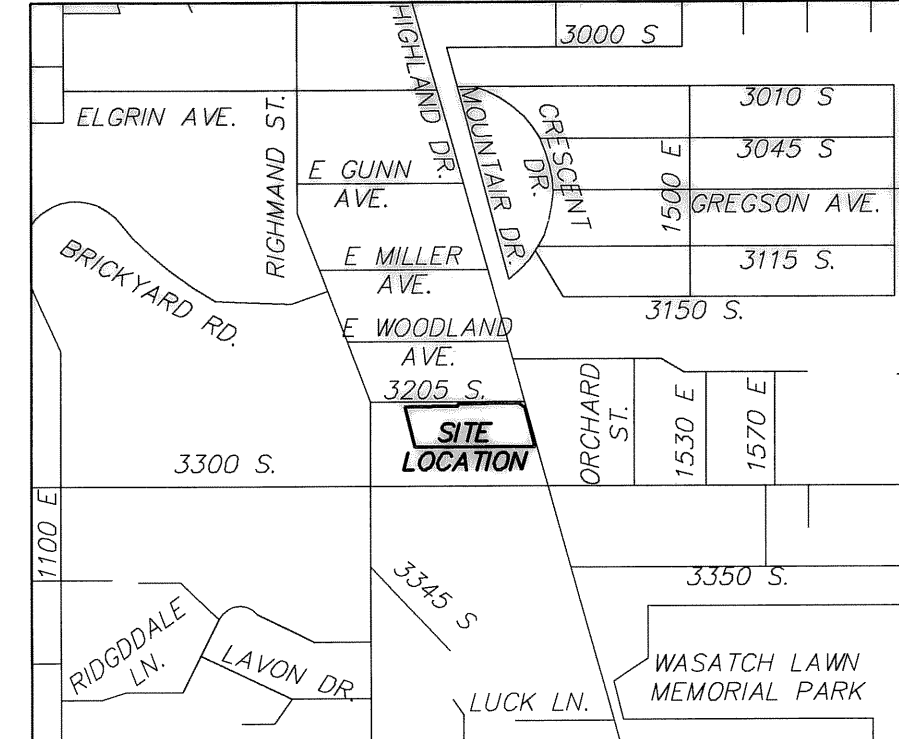 3000 S
HIGHLAND DR.
ELGRIN AVE.
RIGHMAND ST.
MOUNTAIR DR.
CRESCENT
DR.
3010 S
3045 S
1500 E
GREGSON AVE.
3115 S.
3150 S.
E GUNN
AVE.
E MILLER
AVE.
E WOODLAND
AVE.
BRICKYARD RD.
3205 S.
SITE
LOCATION
3300 S.
ORCHARD
ST.
1530 E
1570 E
1100 E
3345 S
3350 S.
RIDGDDALE
LN.
LAVON DR.
LUCK LN.
WASATCH LAWN
MEMORIAL PARK